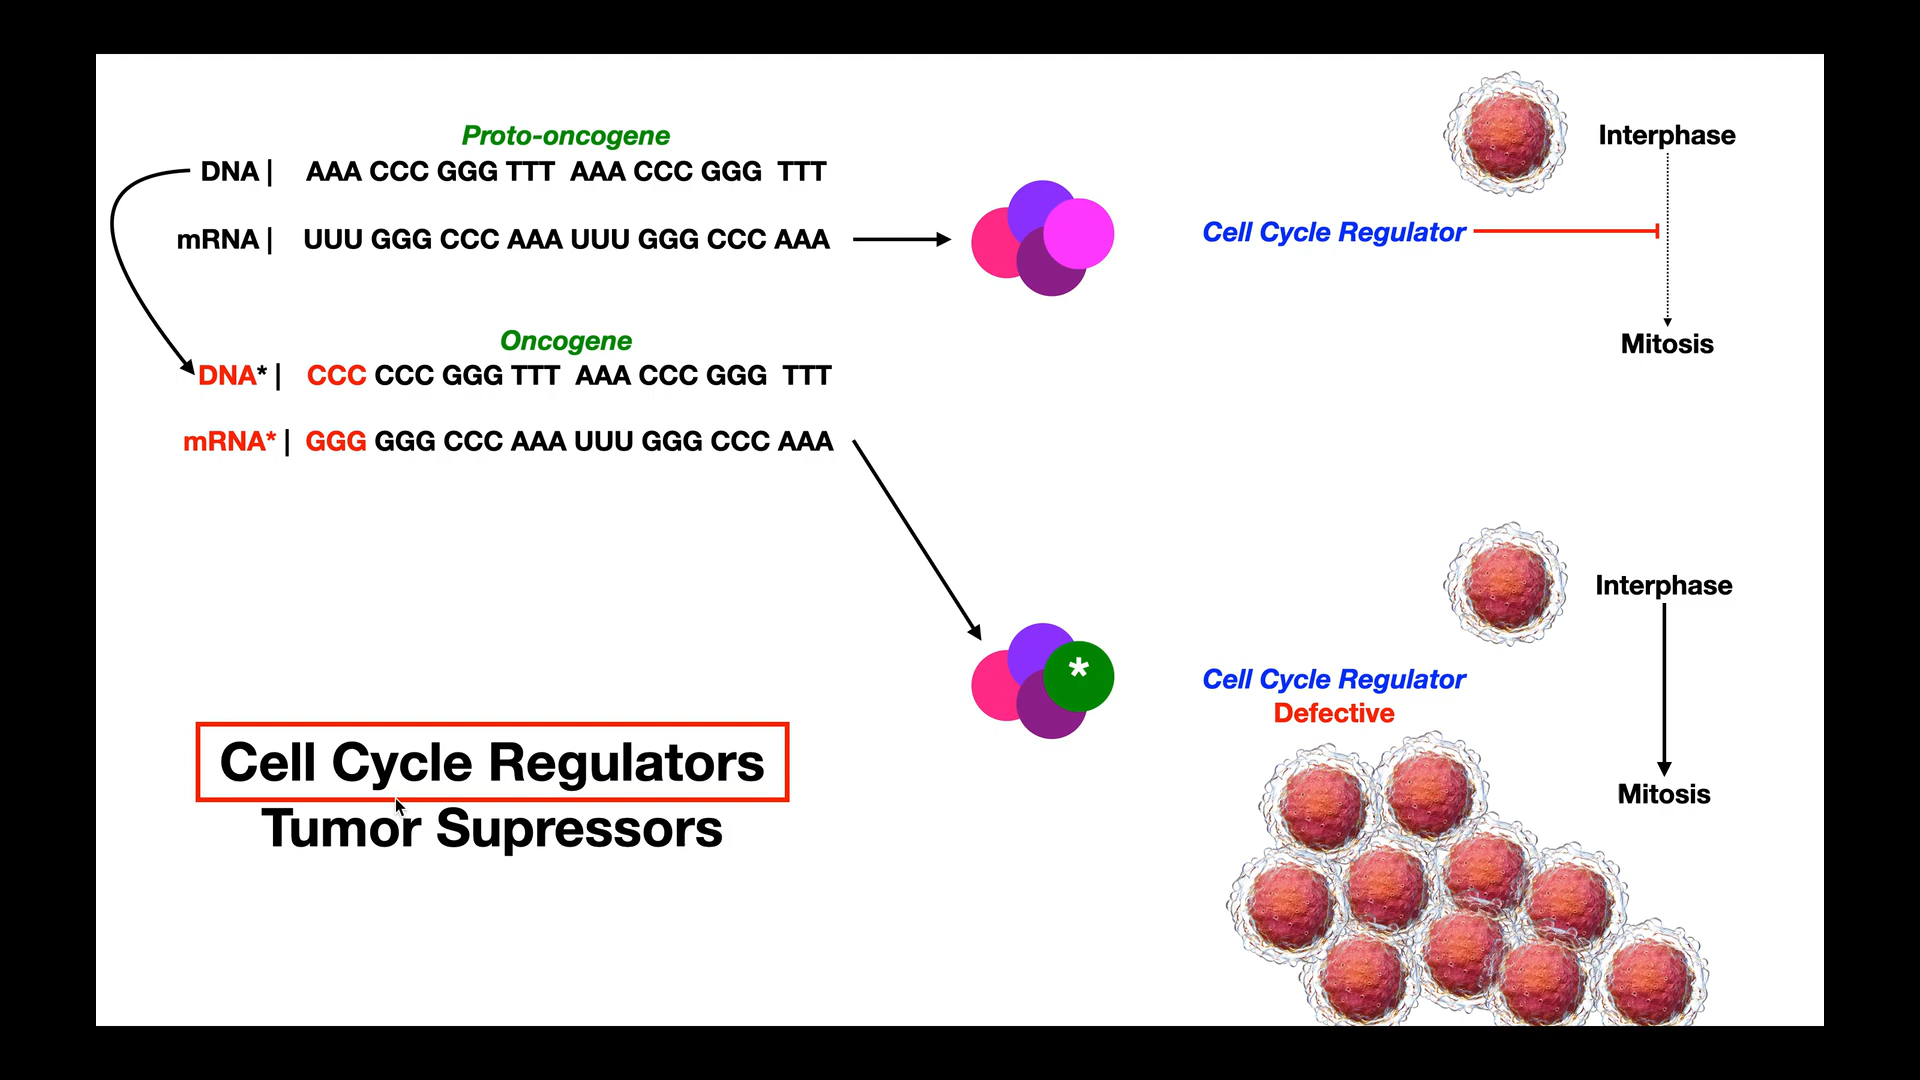 Proto-oncogene
DNA | AAA CCC GGG TTT AAA CCC GGG TTT
mRNA | UUU GGG CCC AAA UUU GGG CCC AAA
Oncogene
DNA* | CCC CCC GGG TTT AAA CCC GGG TTT
mRNA* | GGG GGG CCC AAA UUU GGG CCC AAA
Cell Cycle Regulators
Tumor Supressors
*
Interphase
Cell Cycle Regulator
Mitosis
Interphase
Cell Cycle Regulator
Defective
Mitosis